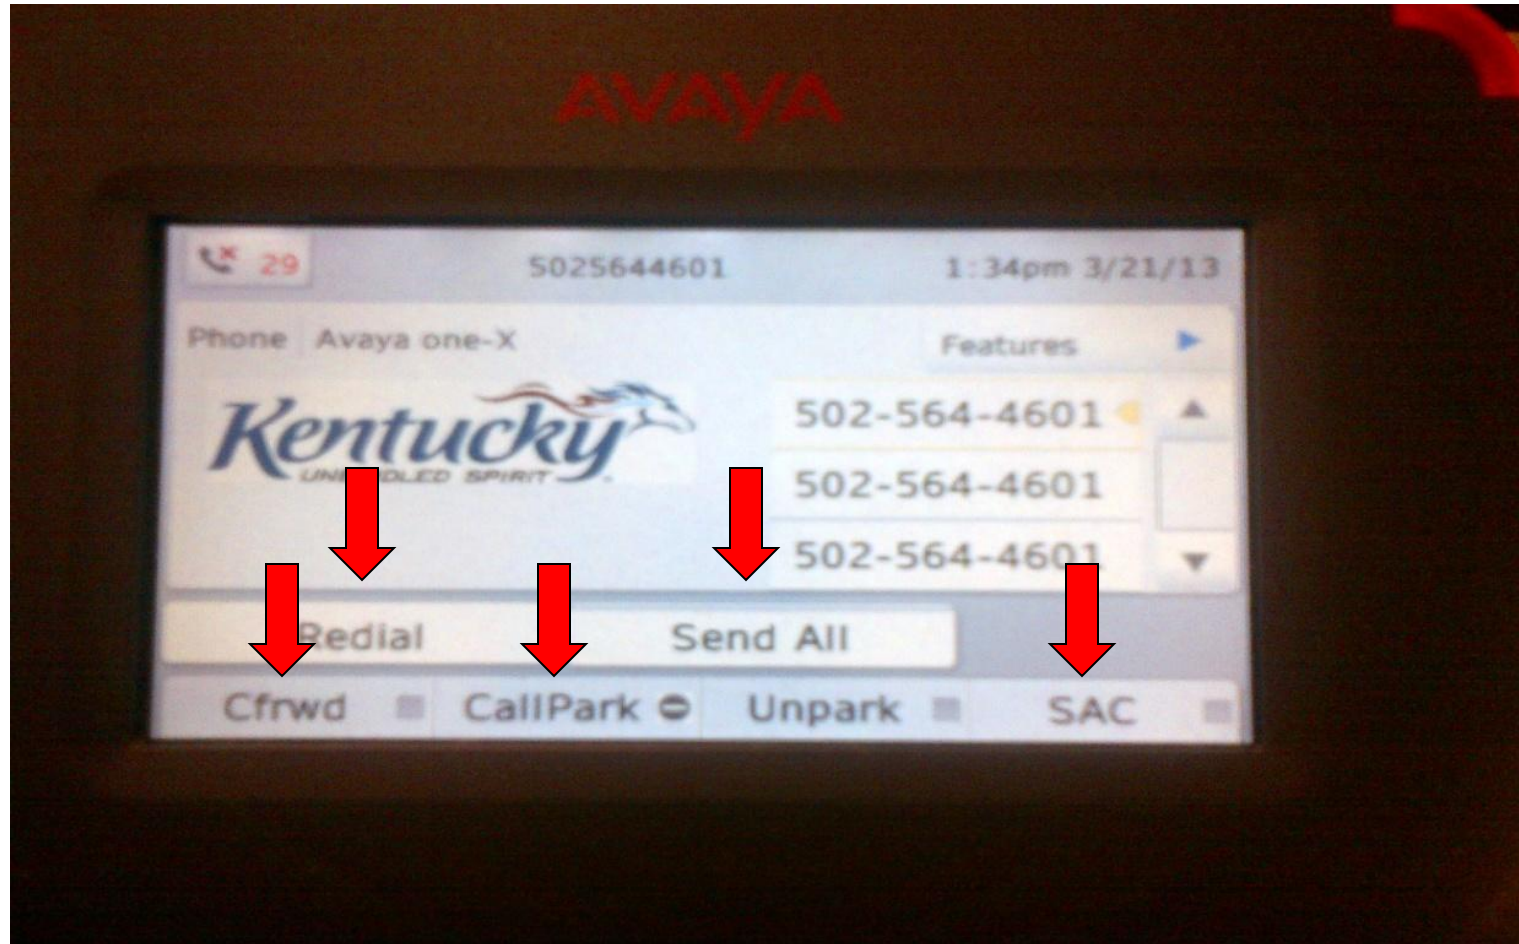 AVAYA
29 5025644601 1:34pm 3/21/13
Phone Avaya one-X Features
Kentucky
SPIRIT
502-564-4601
502-564-4601
502-564-4601
Redial Send All
Cfrwd CallPark Unpark SAC